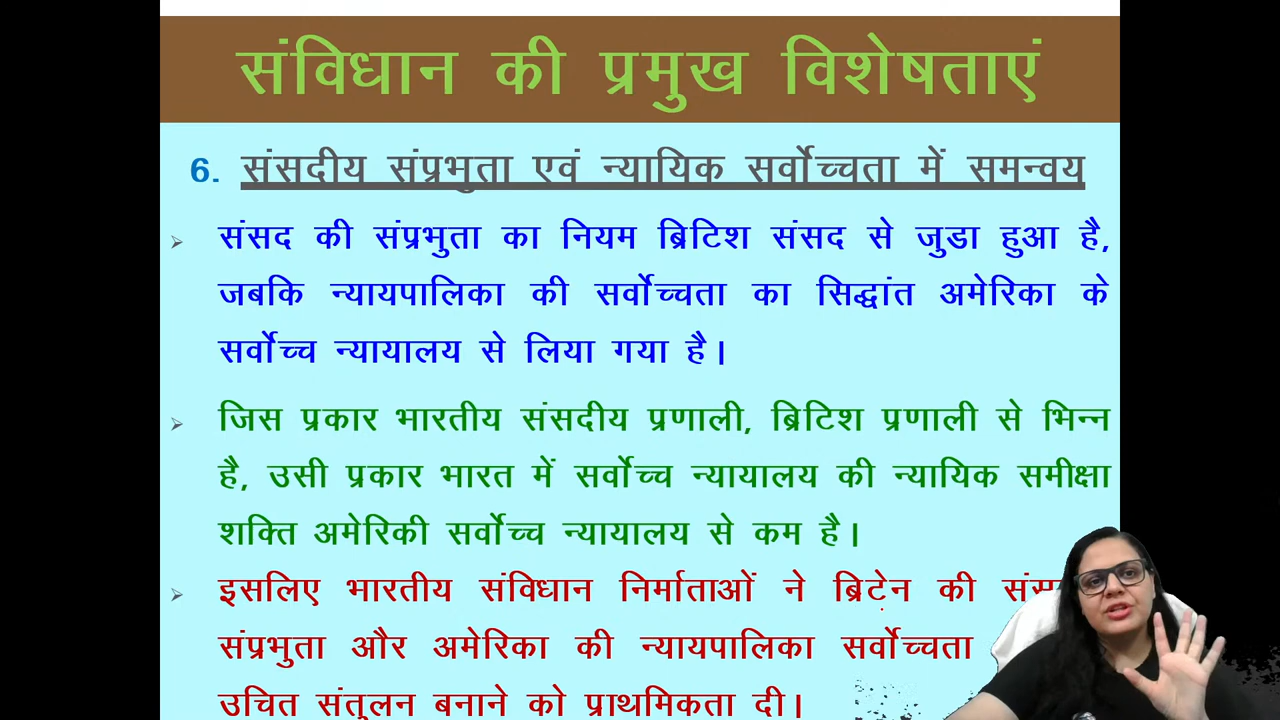 संविधान की प्रमुख विशेषताएं
6. संसदीय संप्रभुता एवं न्यायिक सर्वोच्चता में समन्वय
संसद की संप्रभुता का नियम ब्रिटिश संसद से जुडा हुआ है,
जबकि न्यायपालिका की सर्वोच्चता का सिद्धांत अमेरिका के
सर्वोच्च न्यायालय से लिया गया है।
जिस प्रकार भारतीय संसदीय प्रणाली, ब्रिटिश प्रणाली से भिन्न
है, उसी प्रकार भारत में सर्वोच्च न्यायालय की न्यायिक समीक्षा
शक्ति अमेरिकी सर्वोच्च न्यायालय से कम है।
इसलिए भारतीय संविधान निर्माताओं ने ब्रिटेन की
संप्रभुता और अमेरिका की न्यायपालिका सर्वोच्चता
उचित संतुलन बनाने को प्राथमिकता दी।